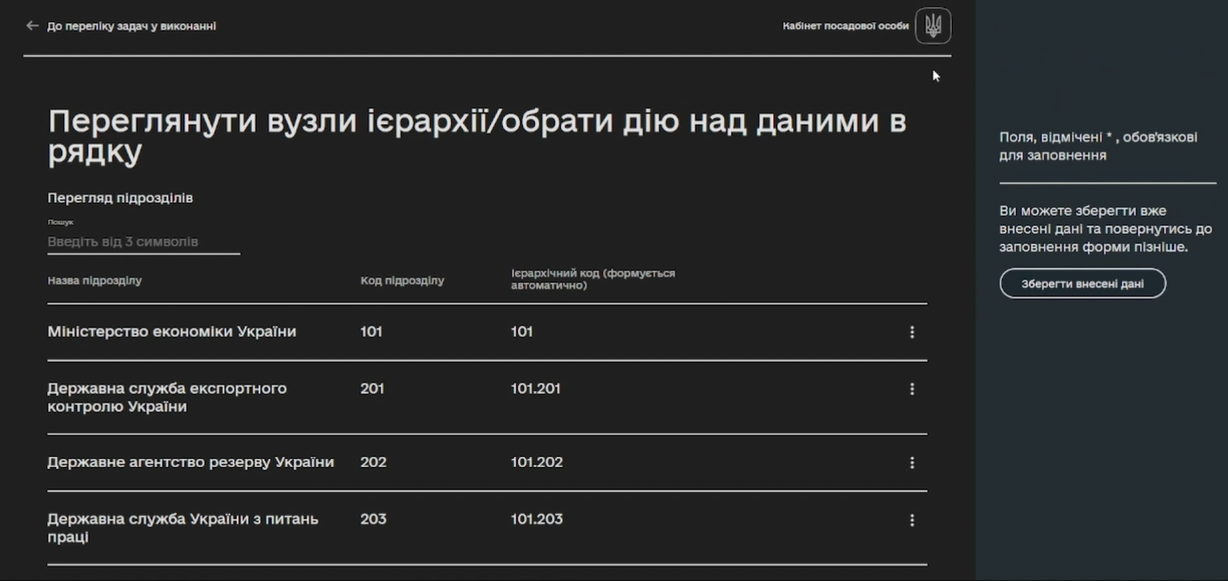 До переліку задач у виконанні
Кабінет посадової особи
Переглянути вузли ієрархії/обрати дію над даними в
рядку
Перегляд підрозділів
Пошук
Введіть від 3 символів
Назва підрозділу
Код підрозділу
Ієрархічний код (формується
автоматично)
Міністерство економіки України
101
101
Державна служба експортного
контролю України
201
101.201
Державне агентство резерву України
202
101.202
Державна служба України з питань
праці
203
101.203
Поля, відмічені * , обов'язкові
для заповнення
Ви можете зберегти вже
внесені дані та повернутись до
заповнення форми пізніше.
Зберегти внесені дані